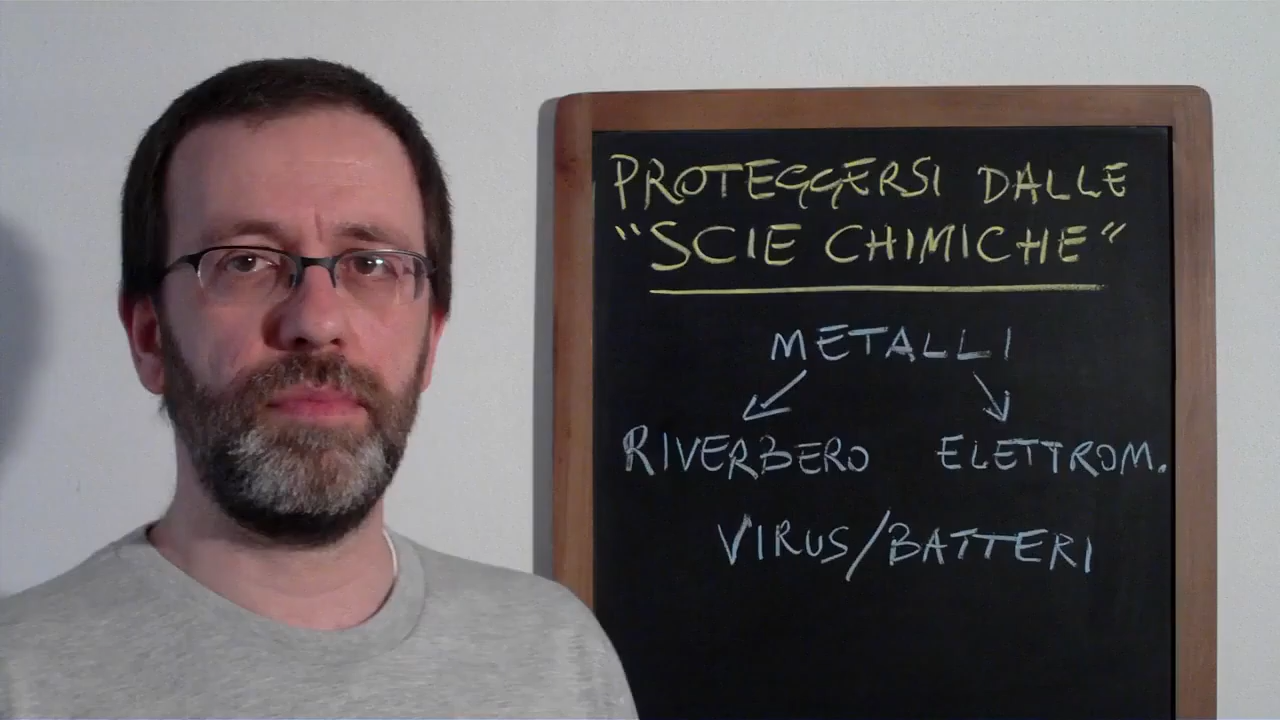 PROTEGGERSI DALLE
"SCIE CHIMICHE"
METALLI
RIVERBERO ELETTROM.
VIRUS/BATTERI